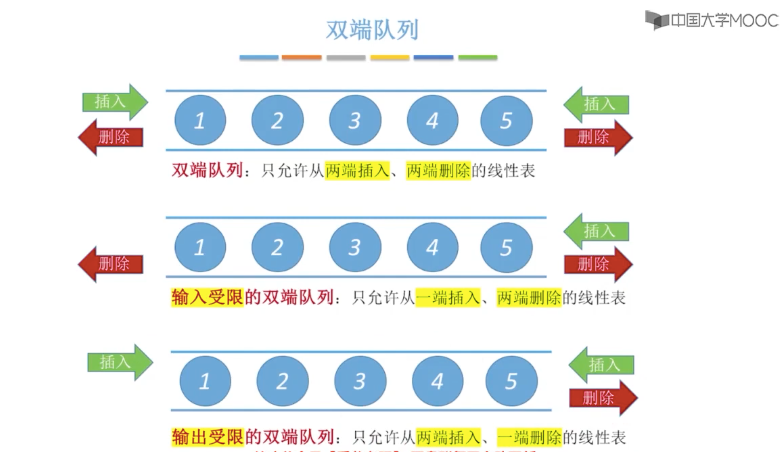 双端队列
中国大学MOOC
插入 1 2 3 4 5 插入
删除 删除
双端队列：只允许从两端插入、两端删除的线性表
1 2 3 4 5 插入
删除 删除
输入受限的双端队列：只允许从一端插入、两端删除的线性表
插入 1 2 3 4 5 插入
删除
输出受限的双端队列：只允许从两端插入、一端删除的线性表